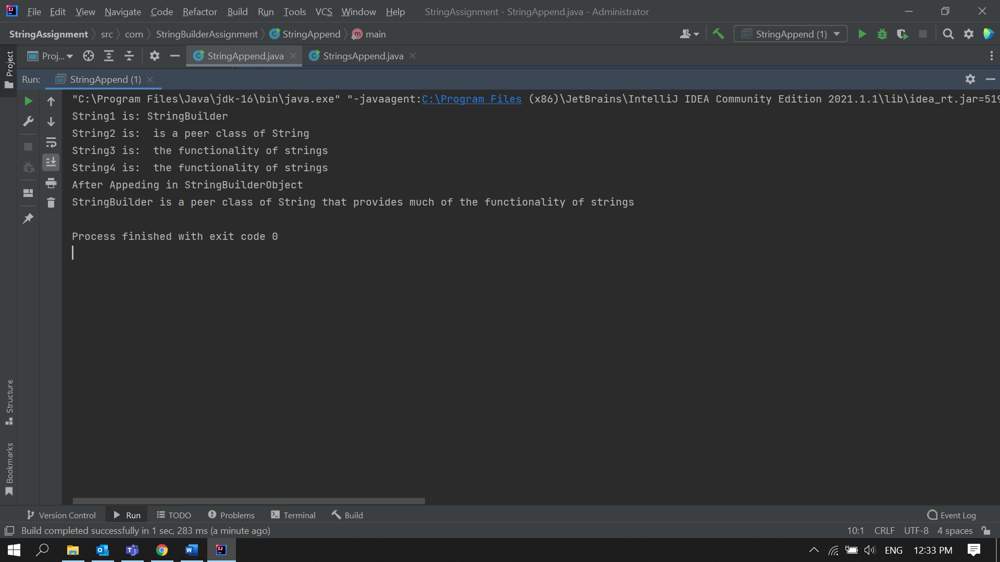 File Edit View Navigate Code Refactor Build Run Tools VCS Window Help StringAssignment - StringAppend.java - Administrator
StringAssignment src com StringBuilderAssignment StringAppend main StringAppend (1)
Project
Proj... StringAppend.java StringsAppend.java
Run: StringAppend (1)
"C:\Program Files\Java\jdk-16\bin\java.exe" "-javaagent:C:\Program Files (x86)\JetBrains\IntelliJ IDEA Community Edition 2021.1.1\lib\idea_rt.jar=519
String1 is: StringBuilder
String2 is:  is a peer class of String
String3 is:  the functionality of strings
String4 is:  the functionality of strings
After Appeding in StringBuilderObject
StringBuilder is a peer class of String that provides much of the functionality of strings
Process finished with exit code 0
Structure
Bookmarks
Version Control Run TODO Problems Terminal Build Event Log
Build completed successfully in 1 sec, 283 ms (a minute ago) 10:1 CRLF UTF-8 4 spaces
ENG 12:33 PM